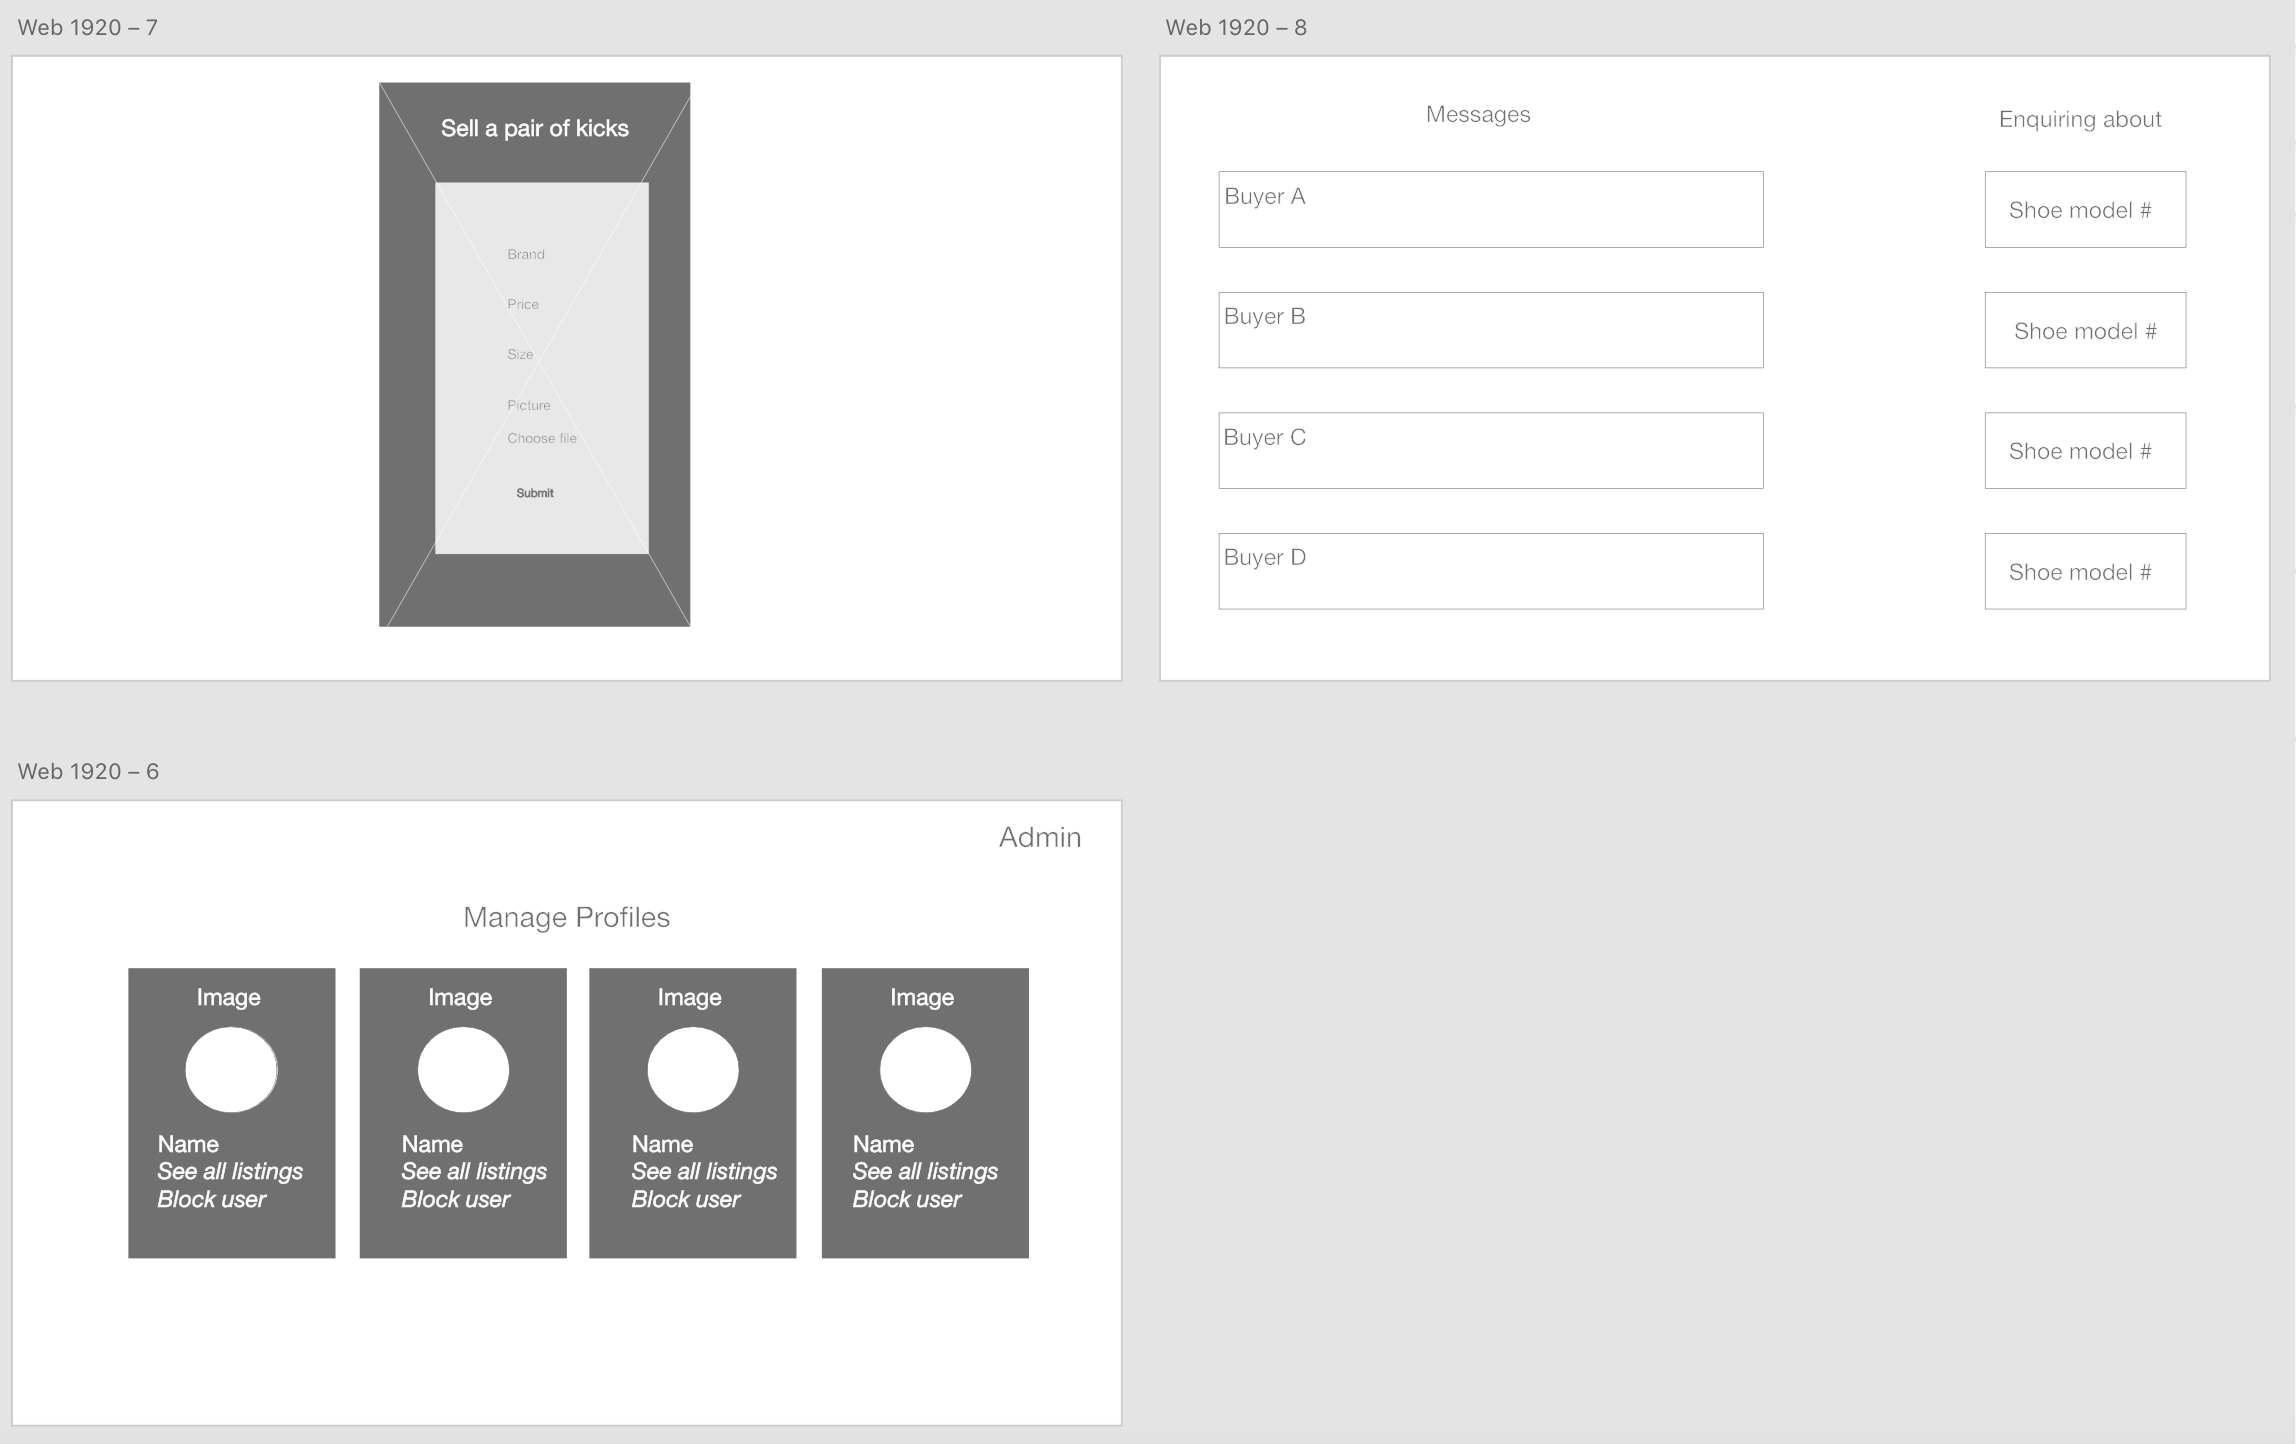 Web 1920 – 7
Sell a pair of kicks
Brand
Price
Size
Picture
Choose file
Submit
Web 1920 – 8
Messages
Enquiring about
Buyer A
Shoe model #
Buyer B
Shoe model #
Buyer C
Shoe model #
Buyer D
Shoe model #
Web 1920 – 6
Admin
Manage Profiles
Image
Name
See all listings
Block user
Image
Name
See all listings
Block user
Image
Name
See all listings
Block user
Image
Name
See all listings
Block user